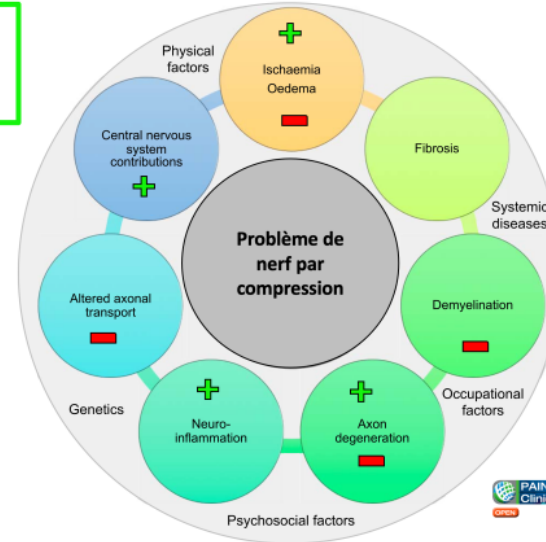 Physical
factors
Ischaemia
Oedema
Central nervous
system
contributions
Fibrosis
Systemic
diseases
Problème de
nerf par
compression
Altered axonal
transport
Demyelination
Genetics
Neuro-
inflammation
Axon
degeneration
Occupational
factors
Psychosocial factors
PAIN
Clini
OPEN